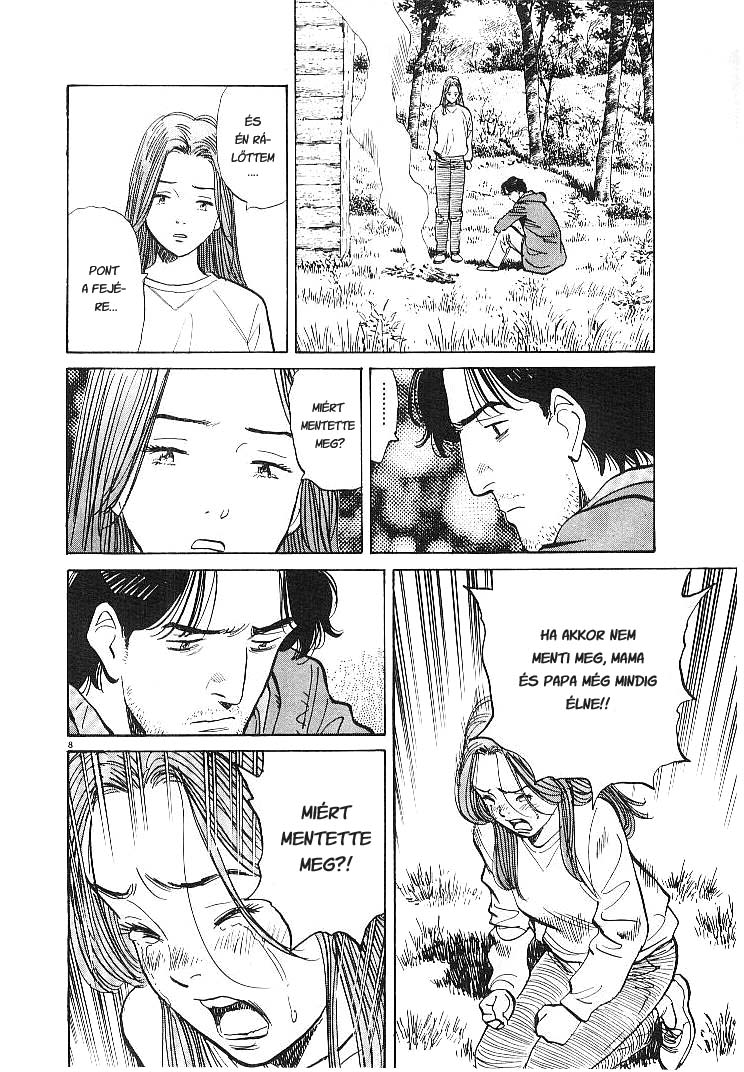 ÉS
ÉN RÁ-
LŐTTEM
....
PONT
A FEJÉ-
RE...
MIÉRT
MENTETTE
MEG?
........
HA AKKOR NEM
MENTI MEG, MAMA
ÉS PAPA MÉG MINDIG
ÉLNE!!
8
MIÉRT
MENTETTE
MEG?!